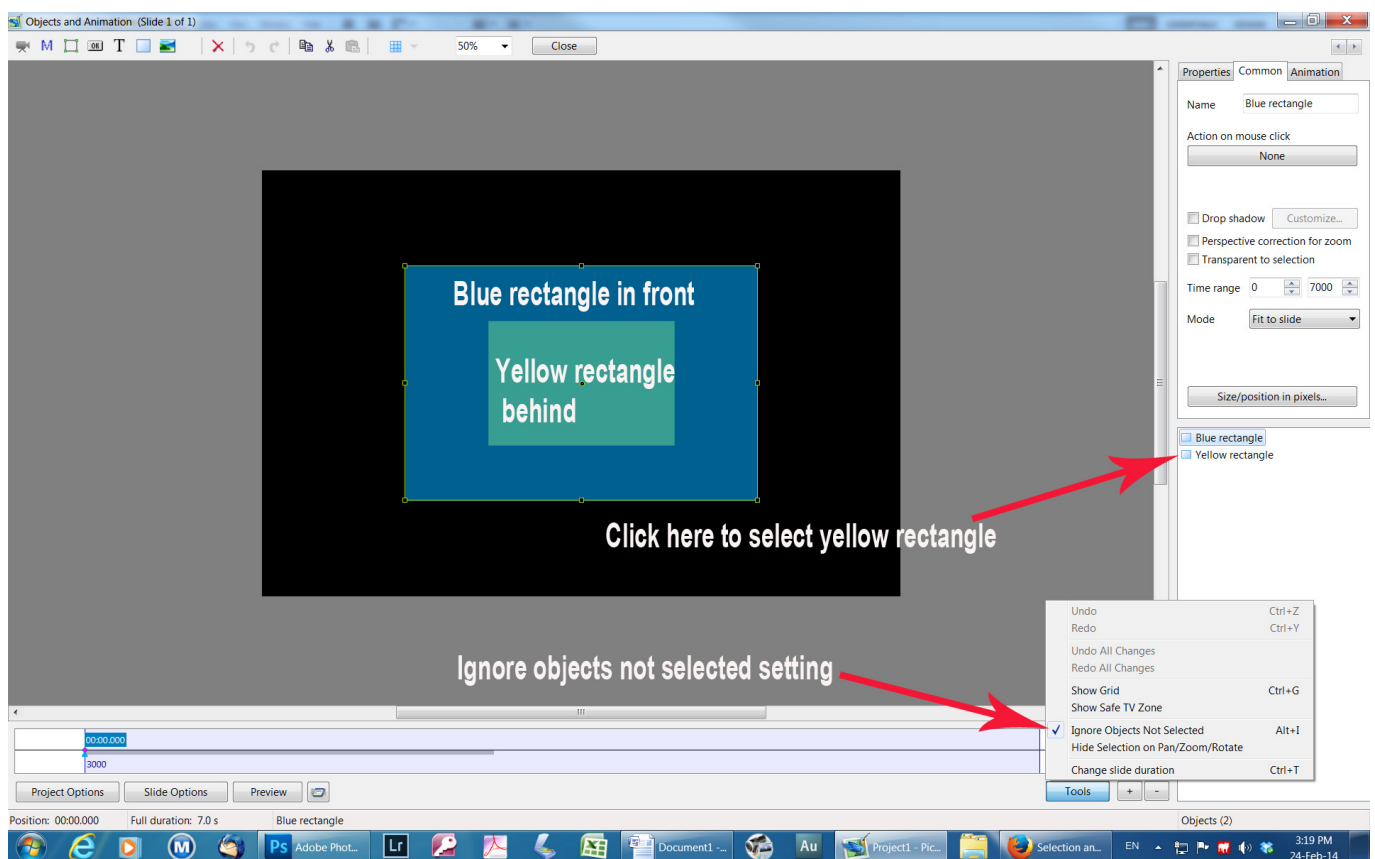 Objects and Animation (Slide 1 of 1)
M OK T 50% Close
Properties Common Animation
Name Blue rectangle
Action on mouse click
None
Drop shadow Customize...
Perspective correction for zoom
Transparent to selection
Time range 0 7000
Mode Fit to slide
Size/position in pixels...
Blue rectangle in front
Yellow rectangle
behind
Blue rectangle
Yellow rectangle
Click here to select yellow rectangle
Ignore objects not selected setting
Undo Ctrl+Z
Redo Ctrl+Y
Undo All Changes
Redo All Changes
Show Grid Ctrl+G
Show Safe TV Zone
Ignore Objects Not Selected Alt+I
Hide Selection on Pan/Zoom/Rotate
Change slide duration Ctrl+T
00:00.000
3000
Project Options Slide Options Preview Tools + -
Position: 00:00.000 Full duration: 7.0 s Blue rectangle Objects (2)
M Ps Adobe Phot... Lr Document1 -... Au Project1 - Pic... Selection an... EN 3:19 PM
24-Feb-14